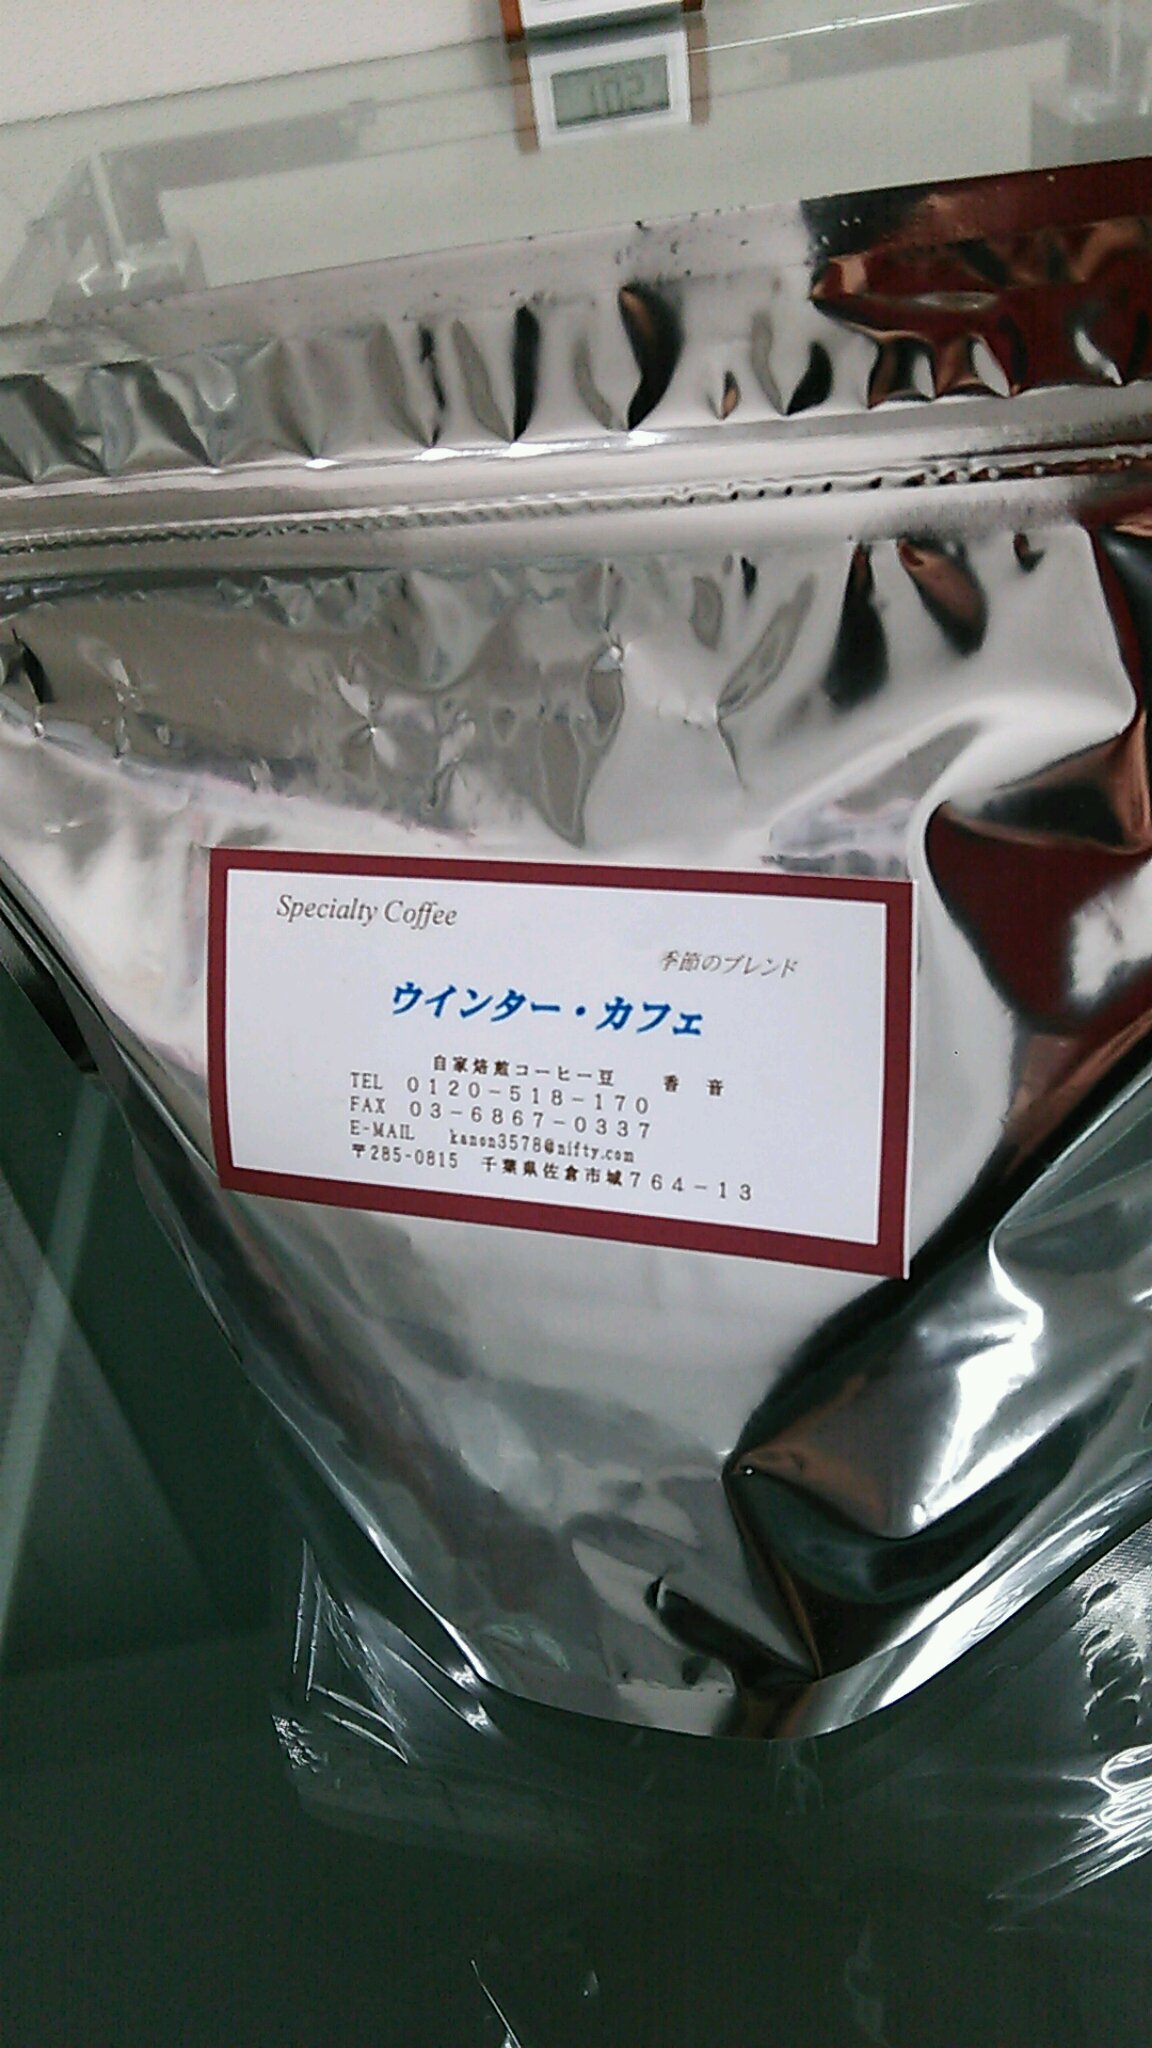 Specialty Coffee
季節のブレンド
ウインター・カフェ
自家焙煎コーヒー豆　香　音
TEL　０１２０－５１８－１７０
FAX　０３－６８６７－０３３７
E-MAIL　kanon3578@nifty.com
〒285-0815　千葉県佐倉市城７６４－１３